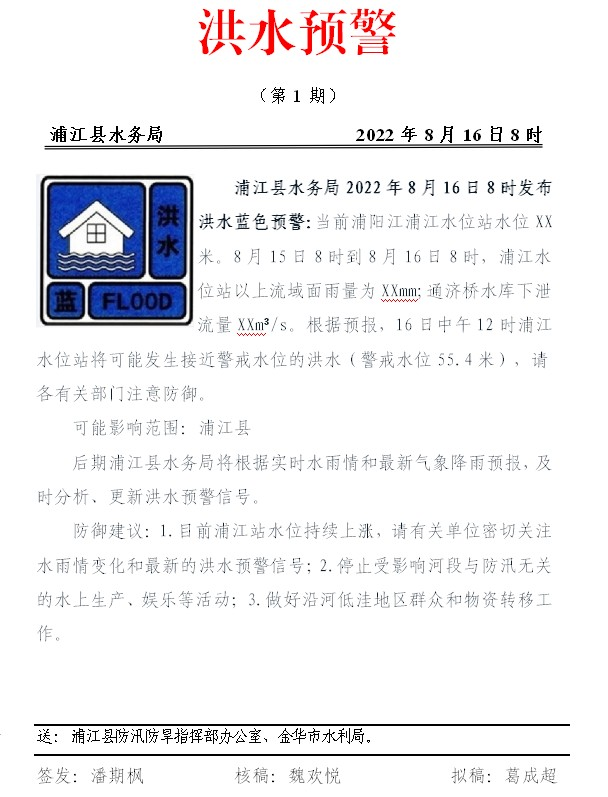 洪水预警
（第 1 期）
浦江县水务局 2022 年 8 月 16 日 8 时
洪水
蓝 FLOOD
浦江县水务局 2022 年 8 月 16 日 8 时发布
洪水蓝色预警:当前浦阳江浦江水位站水位 XX
米。8 月 15 日 8 时到 8 月 16 日 8 时，浦江水
位站以上流域面雨量为 XXmm;通济桥水库下泄
流量 XXm³/s。根据预报，16 日中午 12 时浦江
水位站将可能发生接近警戒水位的洪水（警戒水位 55.4 米），请
各有关部门注意防御。
可能影响范围：浦江县
后期浦江县水务局将根据实时水雨情和最新气象降雨预报，及
时分析、更新洪水预警信号。
防御建议：1.目前浦江站水位持续上涨，请有关单位密切关注
水雨情变化和最新的洪水预警信号；2.停止受影响河段与防汛无关
的水上生产、娱乐等活动；3.做好沿河低洼地区群众和物资转移工
作。
送： 浦江县防汛防旱指挥部办公室、金华市水利局。
签发：潘期枫 核稿：魏欢悦 拟稿：葛成超